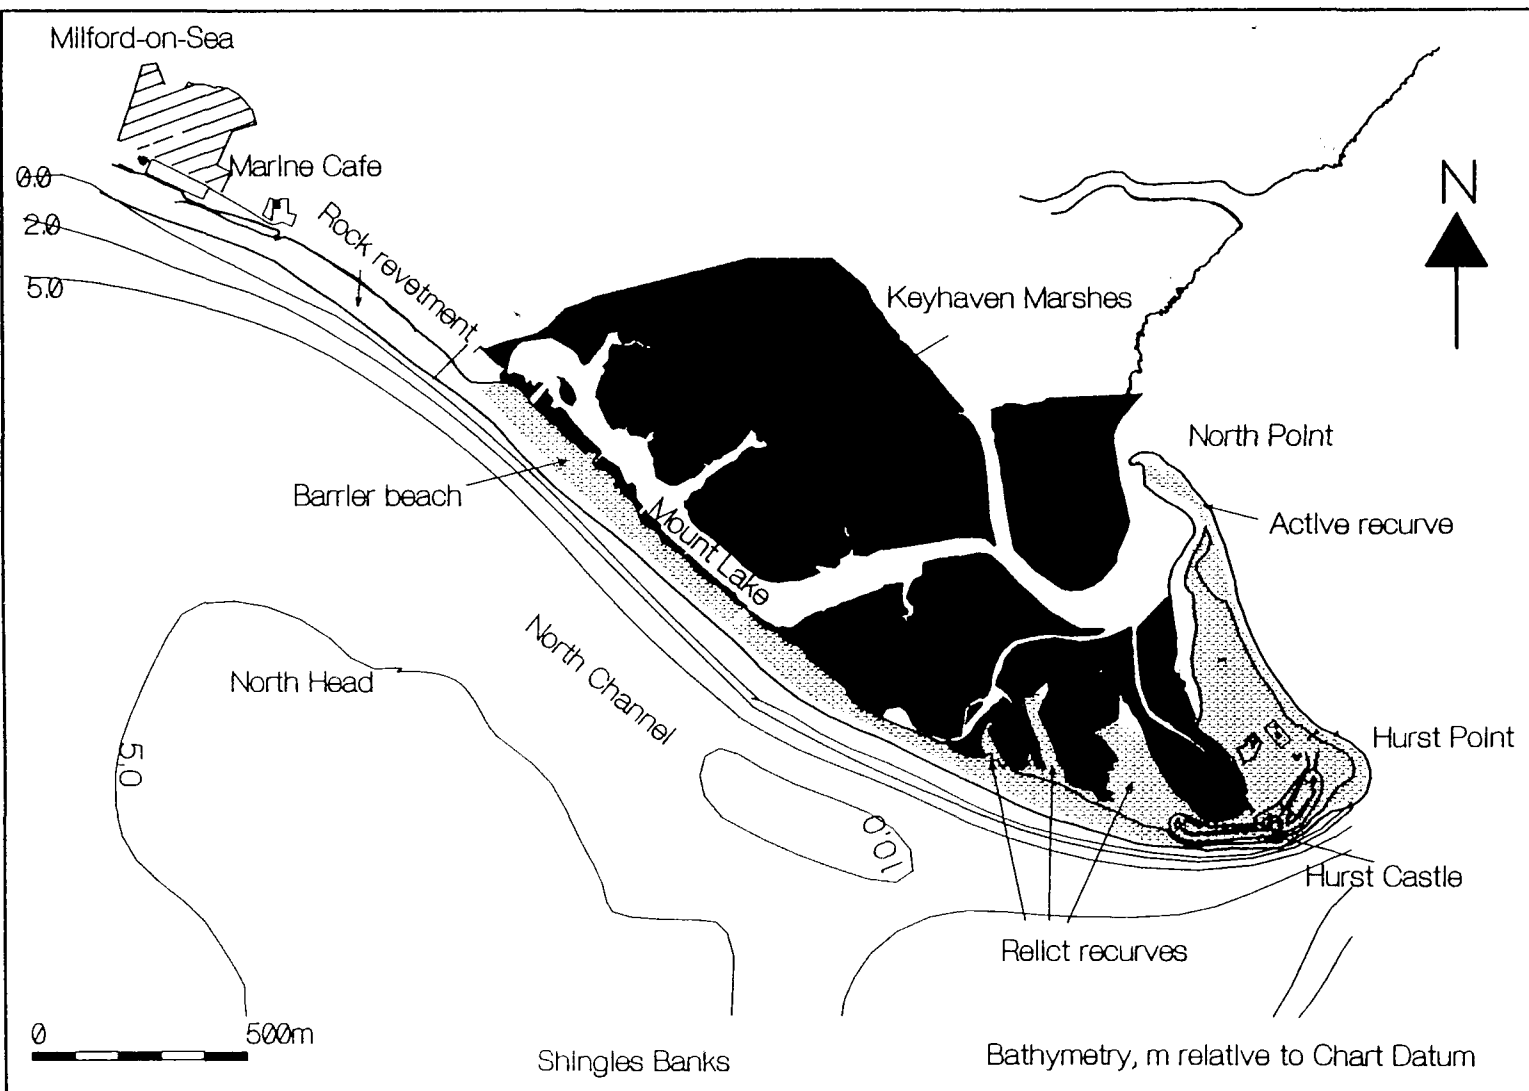 Milford-on-Sea
Marine Cafe
0.0
2.0
5.0
Rock revetment
N
Keyhaven Marshes
North Point
Barrier beach
Active recurve
Mount Lake
North Channel
North Head
5.0
10.0
Hurst Point
Hurst Castle
Relict recurves
0 500m
Shingles Banks
Bathymetry, m relative to Chart Datum